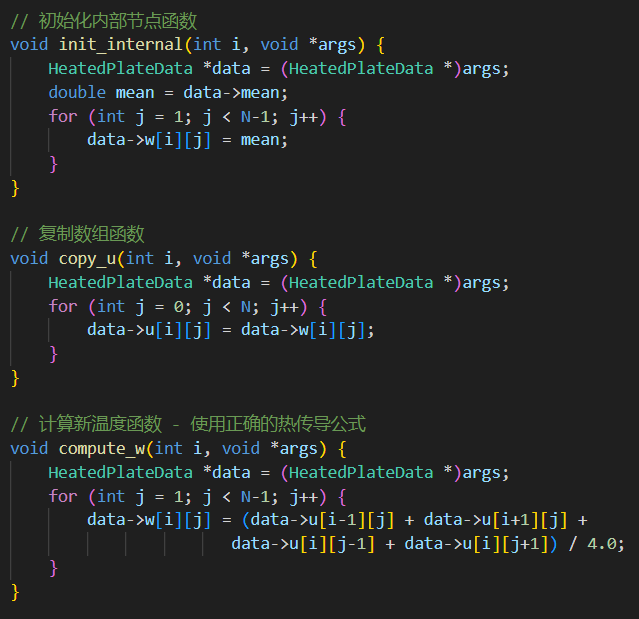 // 初始化内部节点函数
void init_internal(int i, void *args) {
    HeatedPlateData *data = (HeatedPlateData *)args;
    double mean = data->mean;
    for (int j = 1; j < N-1; j++) {
        data->w[i][j] = mean;
    }
}

// 复制数组函数
void copy_u(int i, void *args) {
    HeatedPlateData *data = (HeatedPlateData *)args;
    for (int j = 0; j < N; j++) {
        data->u[i][j] = data->w[i][j];
    }
}

// 计算新温度函数 - 使用正确的热传导公式
void compute_w(int i, void *args) {
    HeatedPlateData *data = (HeatedPlateData *)args;
    for (int j = 1; j < N-1; j++) {
        data->w[i][j] = (data->u[i-1][j] + data->u[i+1][j] +
                       data->u[i][j-1] + data->u[i][j+1]) / 4.0;
    }
}